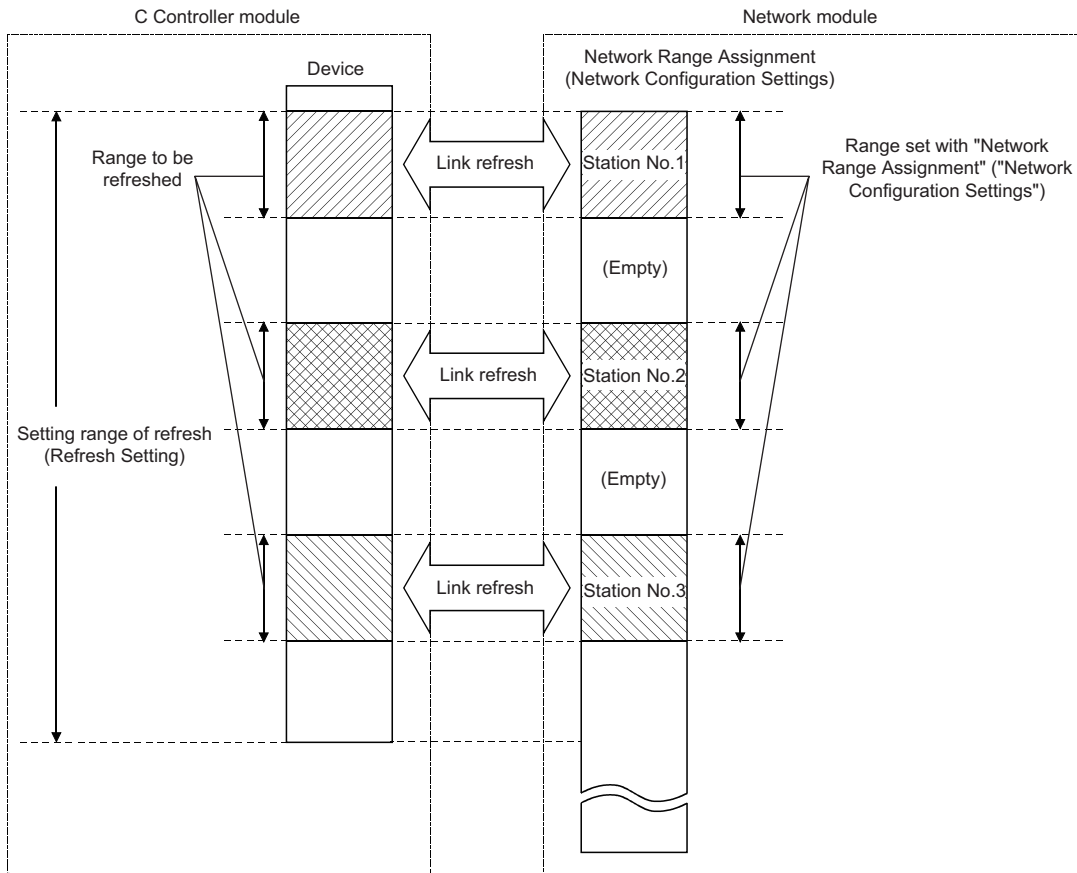 C Controller module
Network module
Device
Network Range Assignment
(Network Configuration Settings)
Range to be
refreshed
Link refresh
Station No.1
Range set with "Network
Range Assignment" ("Network
Configuration Settings")
(Empty)
Link refresh
Station No.2
Setting range of refresh
(Refresh Setting)
(Empty)
Link refresh
Station No.3